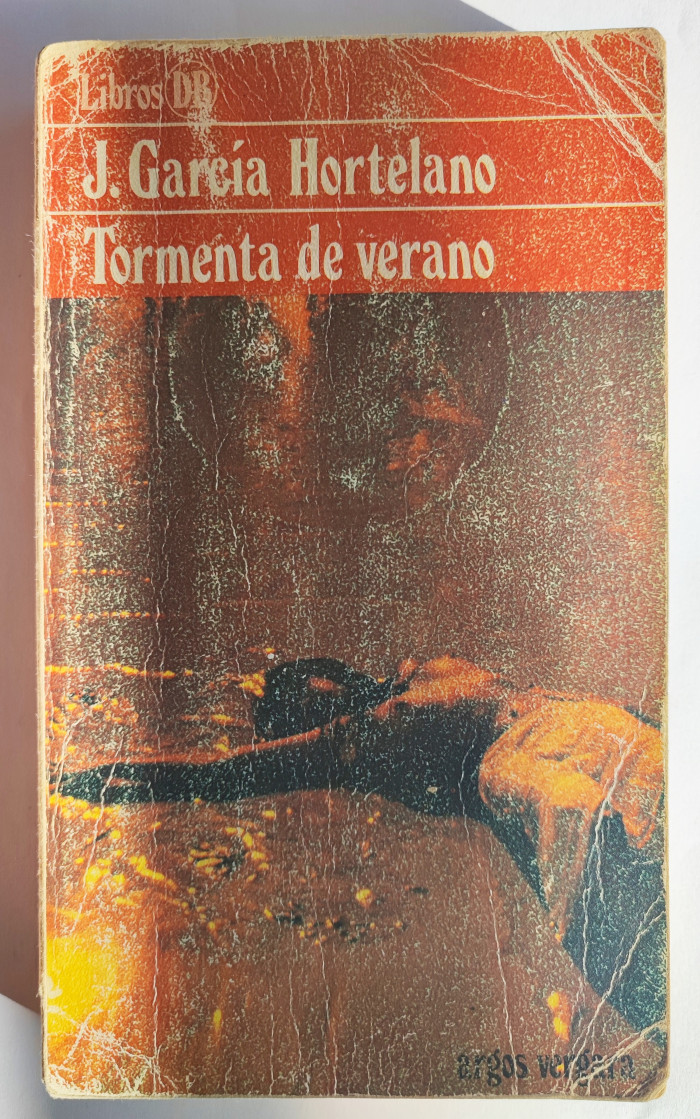 Libros DB
J. García Hortelano
Tormenta de verano
argos vergara